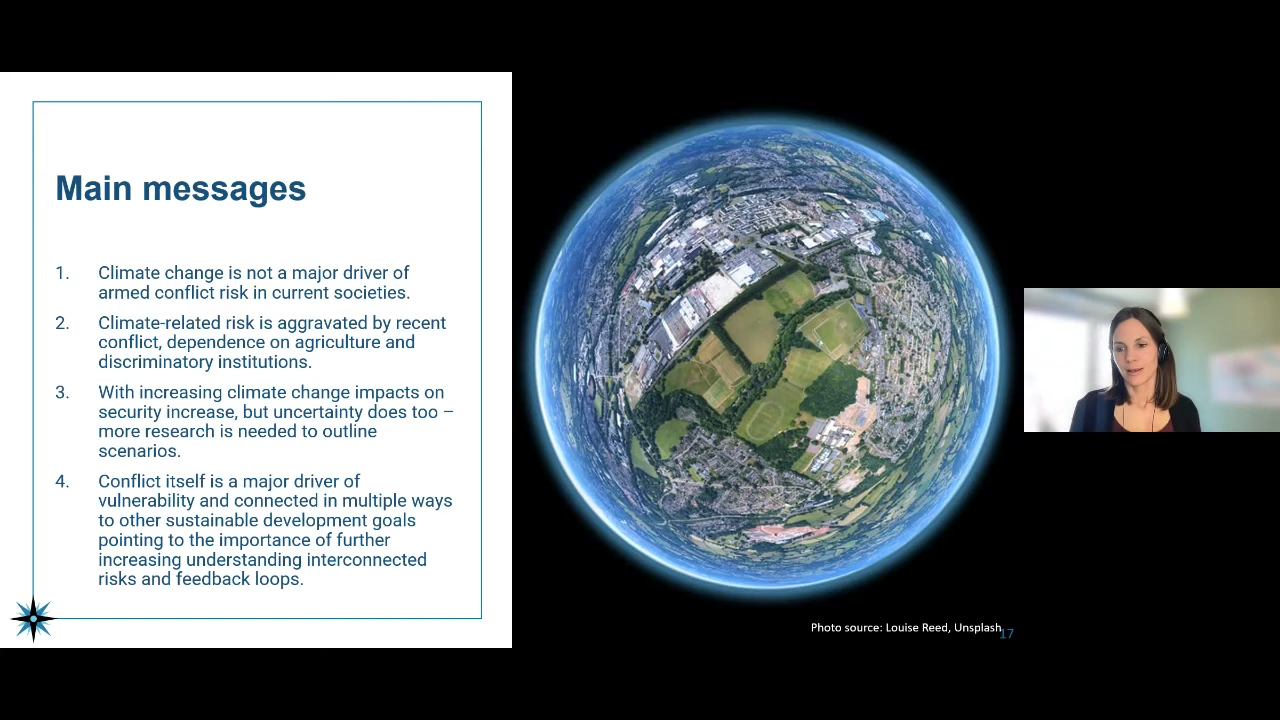 Main messages
1. Climate change is not a major driver of
armed conflict risk in current societies.
2. Climate-related risk is aggravated by recent
conflict, dependence on agriculture and
discriminatory institutions.
3. With increasing climate change impacts on
security increase, but uncertainty does too –
more research is needed to outline
scenarios.
4. Conflict itself is a major driver of
vulnerability and connected in multiple ways
to other sustainable development goals
pointing to the importance of further
increasing understanding interconnected
risks and feedback loops.
Photo source: Louise Reed, Unsplash
17